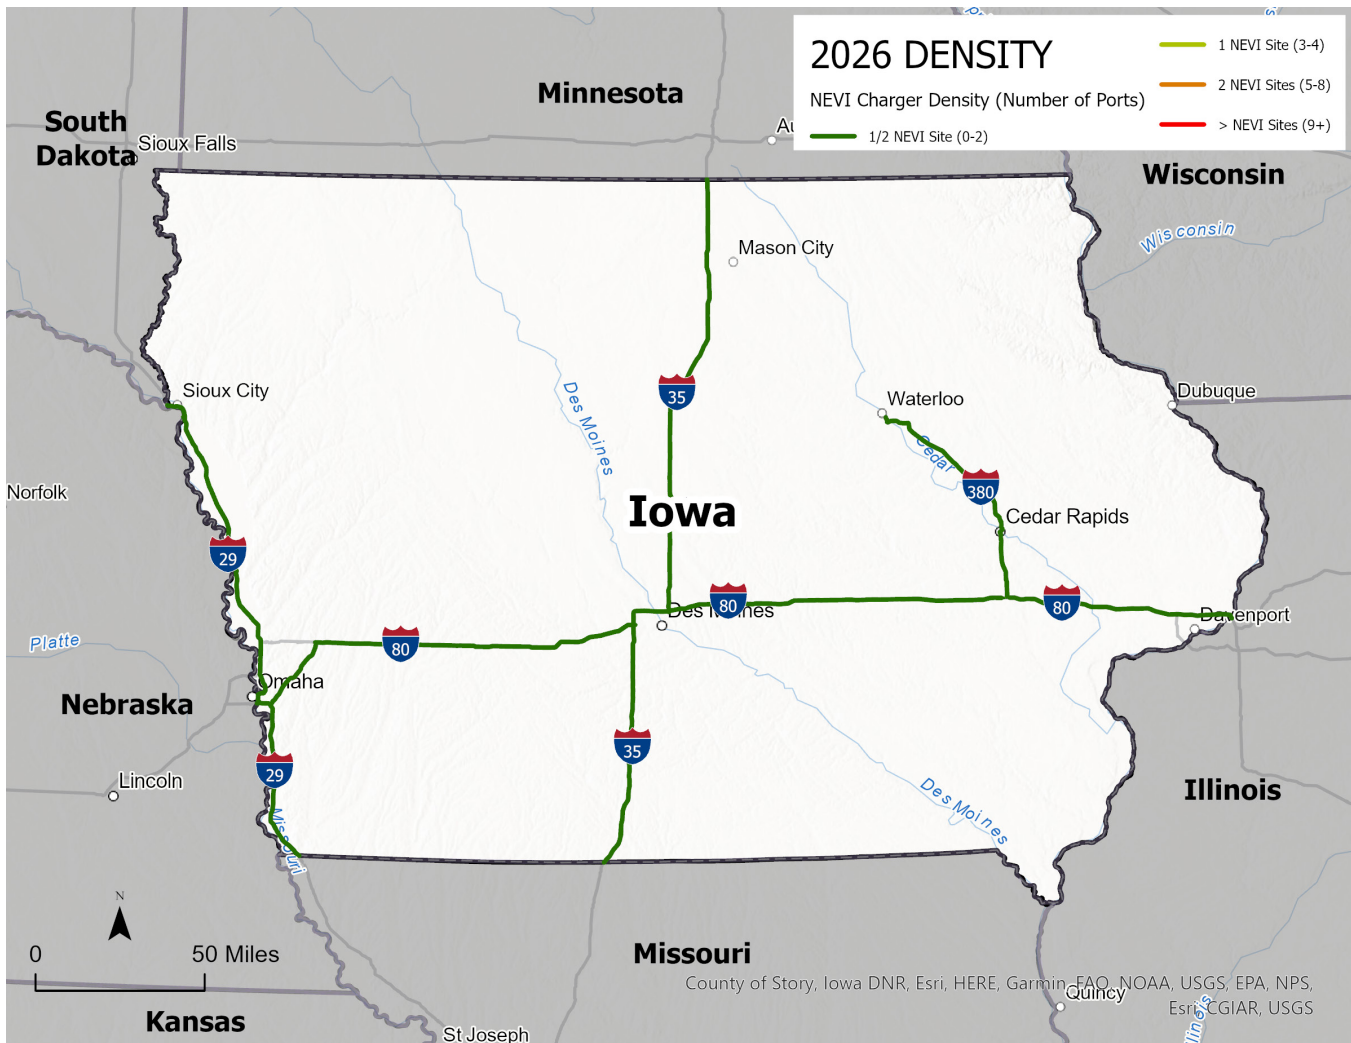 2026 DENSITY
NEVI Charger Density (Number of Ports)
1/2 NEVI Site (0-2)
1 NEVI Site (3-4)
2 NEVI Sites (5-8)
> NEVI Sites (9+)
Minnesota
South
Dakota
Sioux Falls
Au
Wisconsin
Wisconsin
Mason City
Sioux City
Des Moines
35
Waterloo
Dubuque
Cedar
380
Norfolk
Iowa
Cedar Rapids
29
80
80
Des Moines
Davenport
Platte
80
Omaha
Nebraska
35
29
Lincoln
Missouri
Des Moines
Illinois
N
0
50 Miles
Missouri
County of Story, Iowa DNR, Esri, HERE, Garmin, FAO, NOAA, USGS, EPA, NPS,
Esri, CGIAR, USGS
Quincy
Kansas
St Joseph
linois